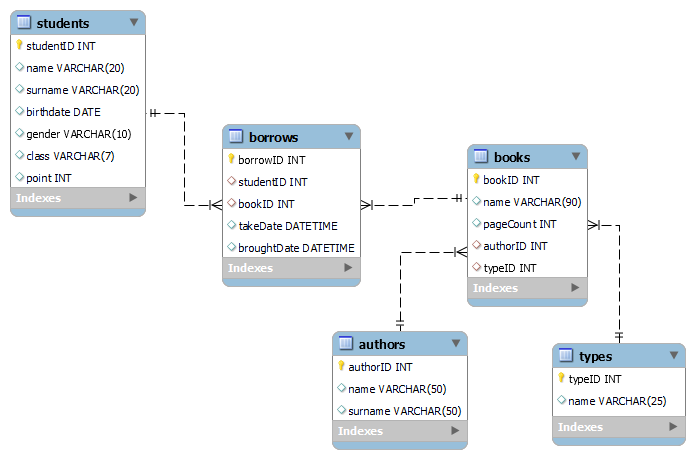 students
studentID INT
name VARCHAR(20)
surname VARCHAR(20)
birthdate DATE
gender VARCHAR(10)
class VARCHAR(7)
point INT
Indexes
borrows
borrowID INT
studentID INT
bookID INT
takeDate DATETIME
broughtDate DATETIME
Indexes
books
bookID INT
name VARCHAR(90)
pageCount INT
authorID INT
typeID INT
Indexes
authors
authorID INT
name VARCHAR(50)
surname VARCHAR(50)
Indexes
types
typeID INT
name VARCHAR(25)
Indexes